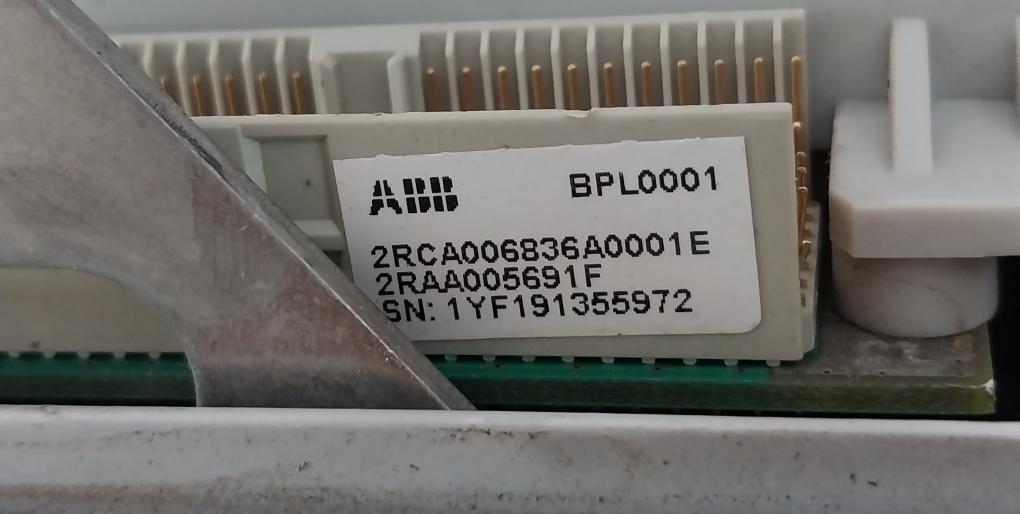 ABB BPL0001
2RCA006836A0001E
2RAA005691F
SN: 1YF191355972